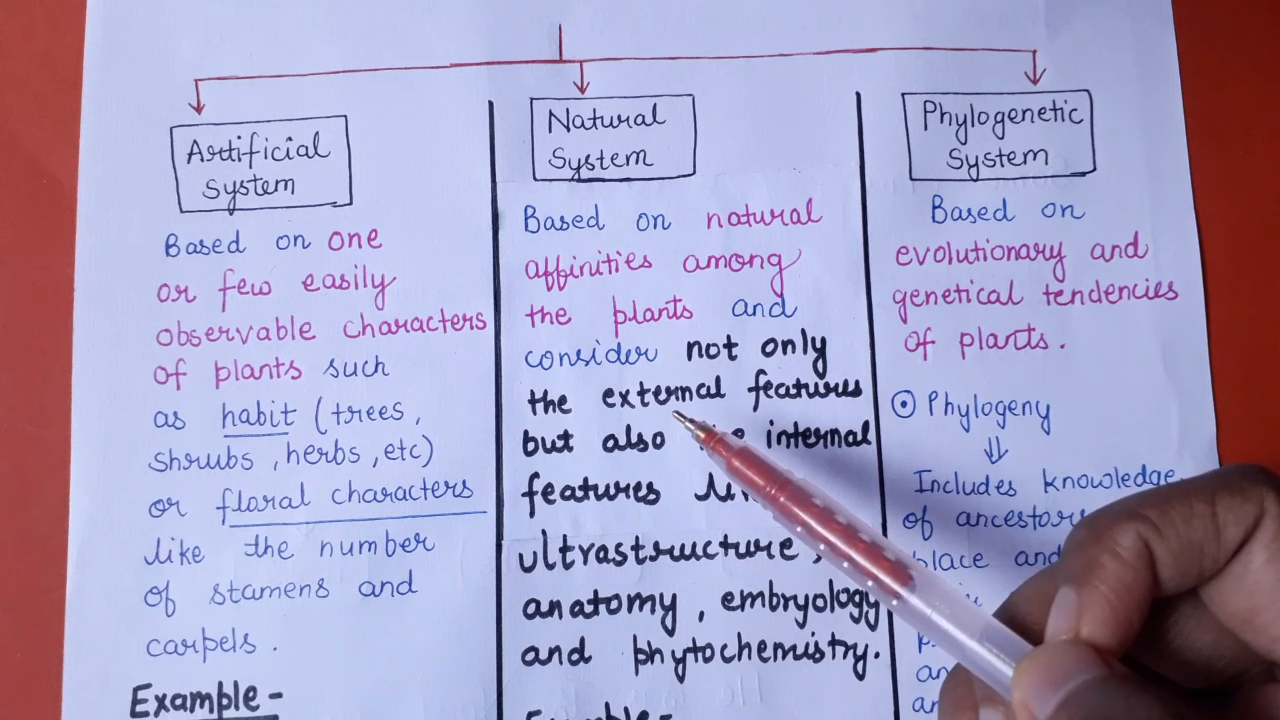 Artificial
System
Based on one
or few easily
observable characters
of plants such
as habit (trees,
shrubs, herbs, etc)
or floral characters
like the number
of stamens and
carpels.
Example-
Natural
System
Based on natural
affinities among
the plants and
consider not only
the external features
but also internal
features
ultrastructure,
anatomy, embryology
and phytochemistry.
Example-
Phylogenetic
System
Based on
evolutionary and
genetical tendencies
of plants.
Phylogeny
Includes knowledge
of ancestors
place and